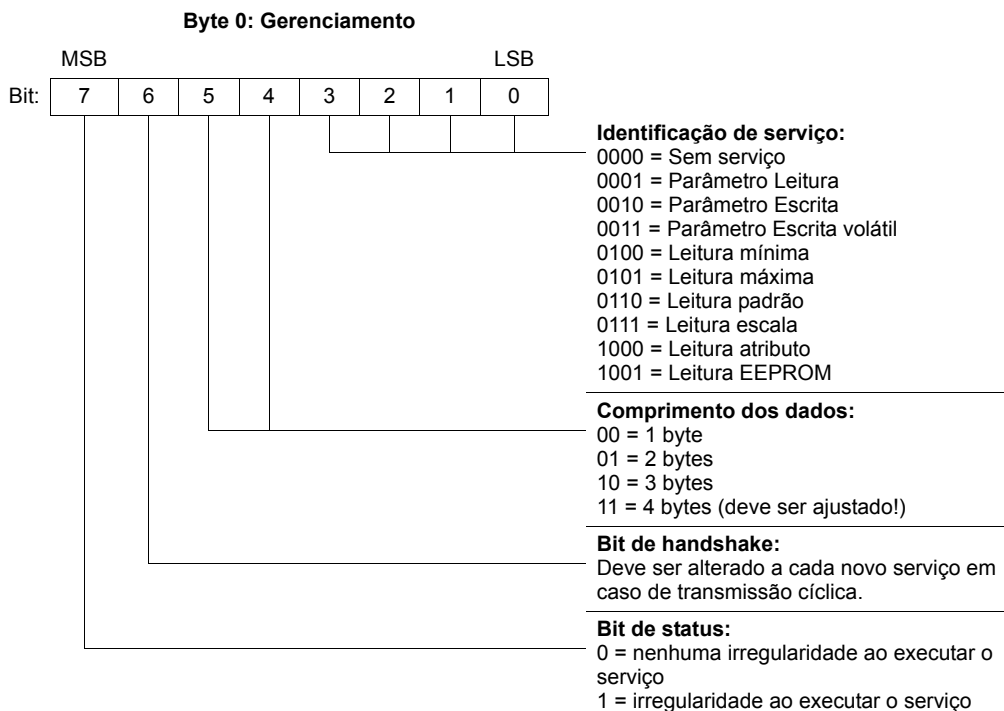 Byte 0: Gerenciamento
MSB LSB
Bit: 7 6 5 4 3 2 1 0
Identificação de serviço:
0000 = Sem serviço
0001 = Parâmetro Leitura
0010 = Parâmetro Escrita
0011 = Parâmetro Escrita volátil
0100 = Leitura mínima
0101 = Leitura máxima
0110 = Leitura padrão
0111 = Leitura escala
1000 = Leitura atributo
1001 = Leitura EEPROM
Comprimento dos dados:
00 = 1 byte
01 = 2 bytes
10 = 3 bytes
11 = 4 bytes (deve ser ajustado!)
Bit de handshake:
Deve ser alterado a cada novo serviço em
caso de transmissão cíclica.
Bit de status:
0 = nenhuma irregularidade ao executar o
serviço
1 = irregularidade ao executar o serviço